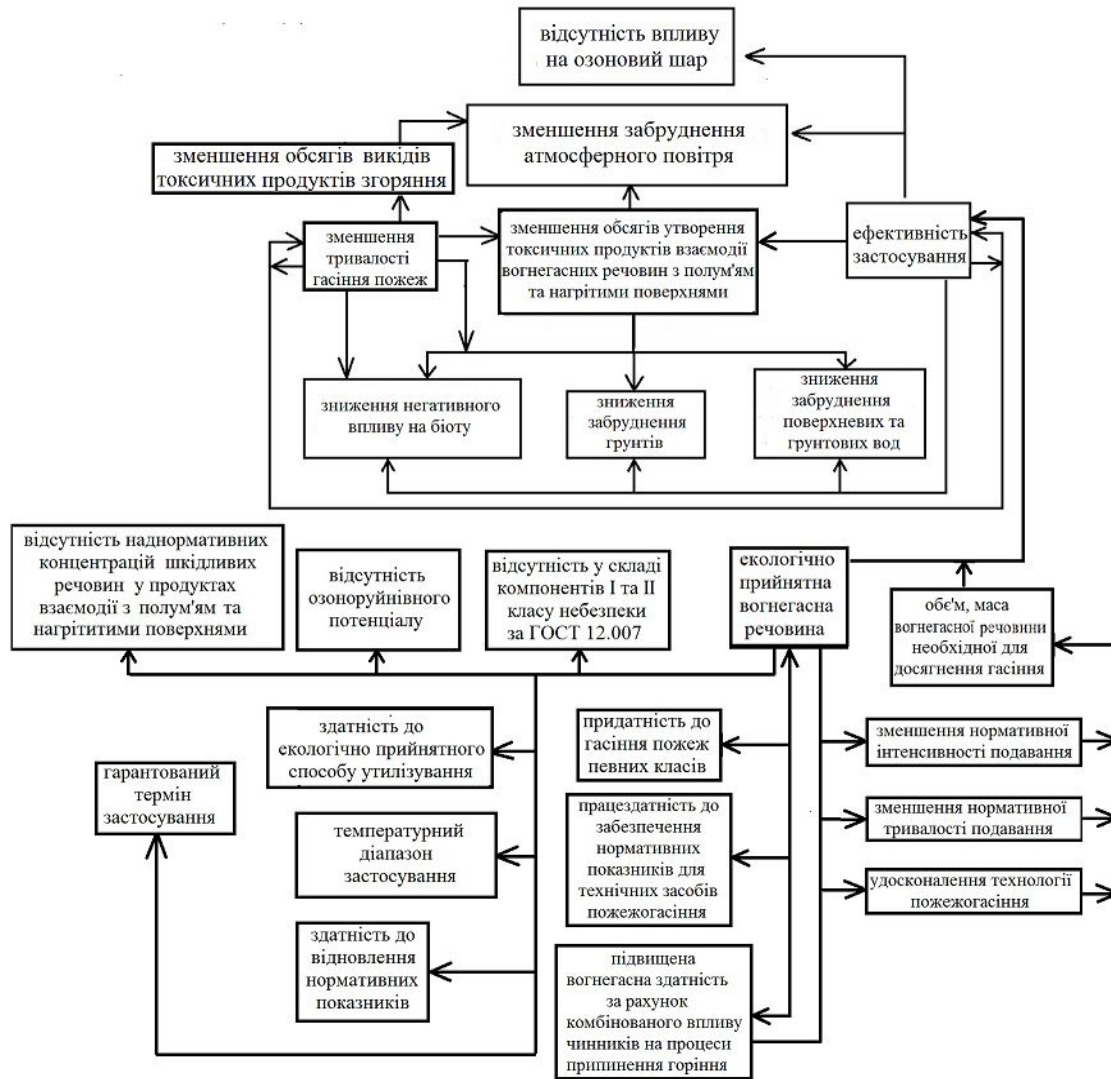 відсутність впливу
на озоновий шар
зменшення забруднення
атмосферного повітря
зменшення обсягів викідів
токсичних продуктів згоряння
зменшення
тривалості
гасіння пожеж
зменшення обсягів утворення
токсичних продуктів взаємодії
вогнегасних речовин з полум'ям
та нагрітими поверхнями
ефективність
застосування
зниження негативного
впливу на біоту
зниження
забруднення
грунтів
зниження
забруднення
поверхневих та
грунтових вод
відсутність наднормативних
концентрацій шкідливих
речовин у продуктах
взаємодії з полум'ям та
нагрітитими поверхнями
відсутність
озоноруйнівного
потенціалу
відсутність у складі
компонентів I та II
класу небезпеки
за ГОСТ 12.007
екологічно
прийнятна
вогнегасна
речовина
обє'м, маса
вогнегасної речовини
необхідної для
досягнення гасіння
здатність до
екологічно прийнятного
способу утилізування
придатність до
гасіння пожеж
певних класів
зменшення нормативної
інтенсивності подавання
гарантований
термін
застосування
температурний
діапазон
застосування
працездатність до
забезпечення
нормативних
показників для
технічних засобів
пожежогасіння
зменшення нормативної
тривалості подавання
удосконалення технології
пожежогасіння
здатність до
відновлення
нормативних
показників
підвищена
вогнегасна здатність
за рахунок
комбінованого впливу
чинників на процеси
припинення горіння